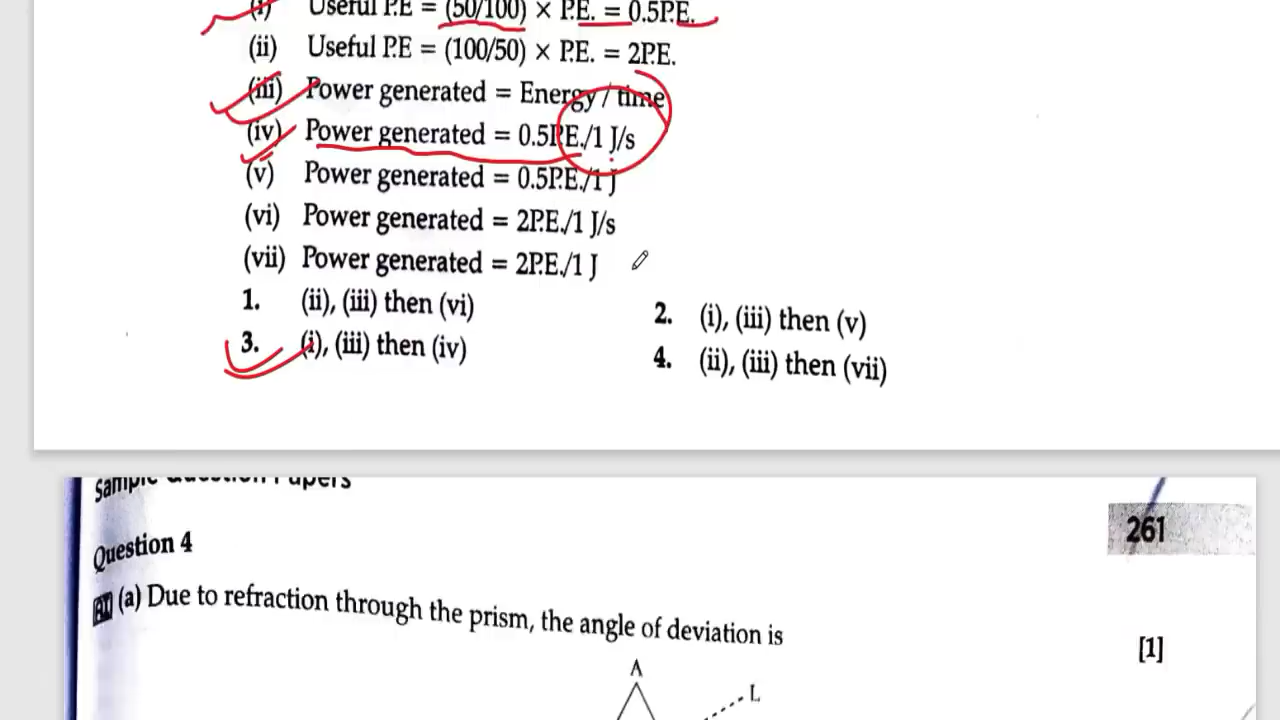 (i) Useful P.E = (50/100) × P.E. = 0.5P.E.
(ii) Useful P.E = (100/50) × P.E. = 2P.E.
(iii) Power generated = Energy / time
(iv) Power generated = 0.5P.E./1 J/s
(v) Power generated = 0.5P.E./1 J
(vi) Power generated = 2P.E./1 J/s
(vii) Power generated = 2P.E./1 J
1. (ii), (iii) then (vi)
2. (i), (iii) then (v)
3. (i), (iii) then (iv)
4. (ii), (iii) then (vii)
Sample Question Papers
261
Question 4
(a) Due to refraction through the prism, the angle of deviation is
[1]
A
L